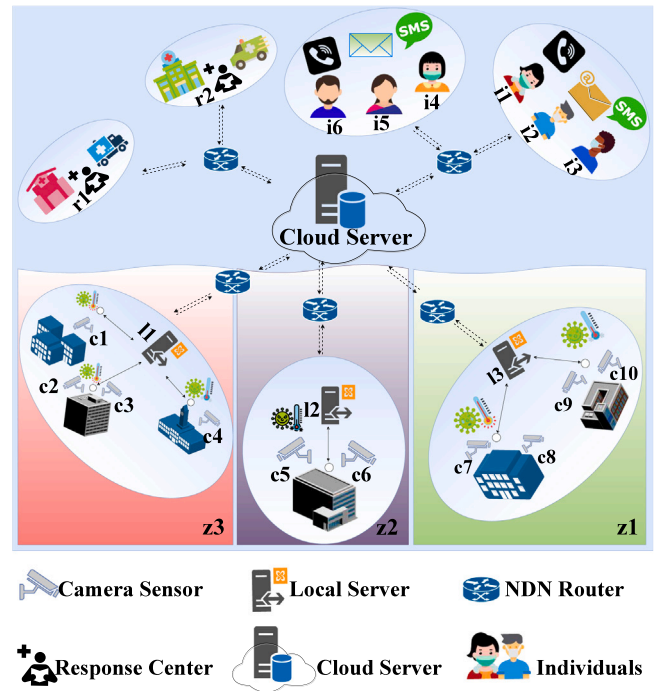 SMS
r2
i4
i5
i6
@
SMS
i1
i2
i3
r1
Cloud Server
c1
l1
c2
c3
c4
l2
c5
c6
l3
c10
c9
c7
c8
z3
z2
z1
Camera Sensor
Local Server
NDN Router
Response Center
Cloud Server
Individuals